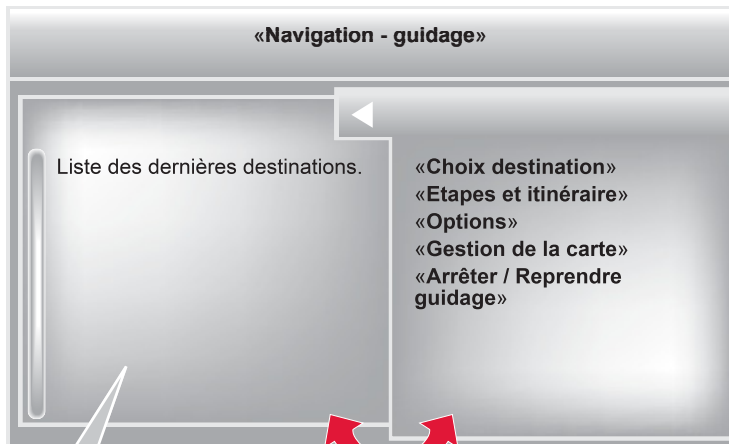 «Navigation - guidage»
Liste des dernières destinations.
«Choix destination»
«Etapes et itinéraire»
«Options»
«Gestion de la carte»
«Arrêter / Reprendre
guidage»